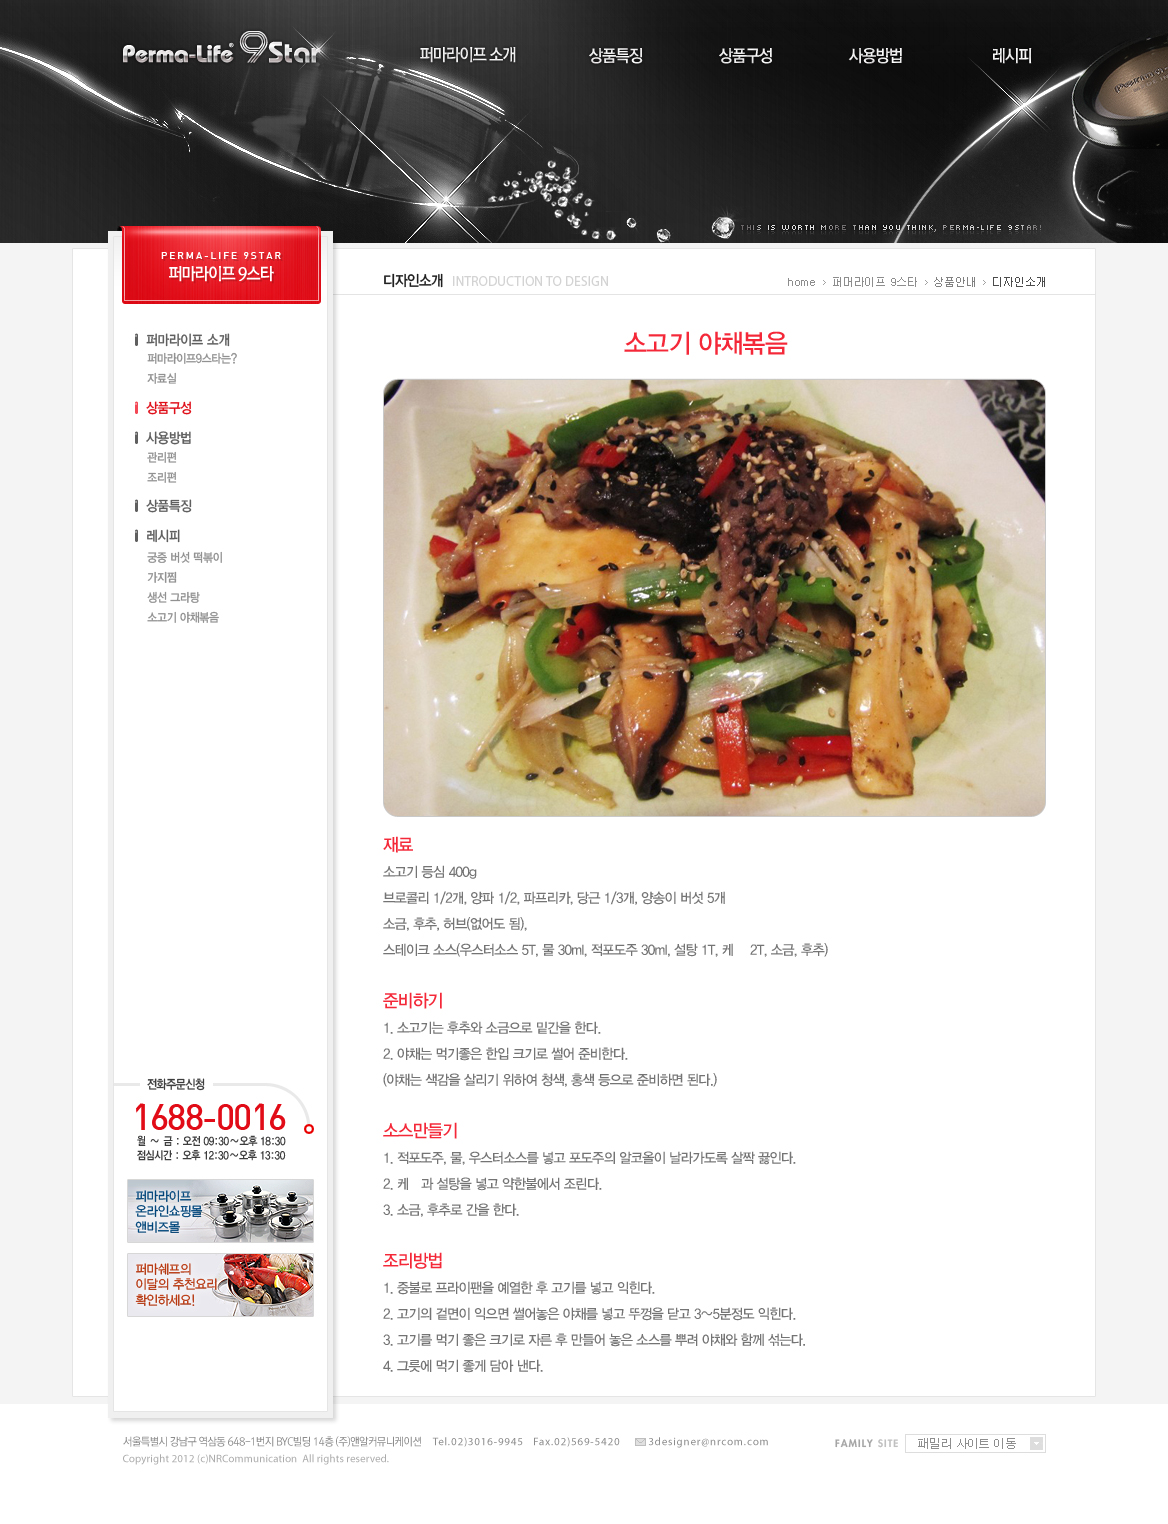 Perma-Life 9Star
퍼마라이프 소개
상품특징
상품구성
사용방법
레시피
THIS IS WORTH MORE THAN YOU THINK, PERMA-LIFE 9STAR!
PERMA-LIFE 9STAR
퍼마라이프 9스타
퍼마라이프 소개
퍼마라이프9스타는?
자료실
상품구성
사용방법
관리편
조리편
상품특징
레시피
궁중 버섯 떡볶이
가지찜
생선 그라탕
소고기 야채볶음
전화주문신청
1688-0016
월 ~ 금 : 오전 09:30~오후 18:30
점심시간 : 오후 12:30~오후 13:30
퍼마라이프
온라인쇼핑몰
앤비즈몰
퍼마쉐프의
이달의 추천요리
확인하세요!
디자인소개 INTRODUCTION TO DESIGN
home > 퍼머라이프 9스타 > 상품안내 > 디자인소개
소고기 야채볶음
재료
소고기 등심 400g
브로콜리 1/2개, 양파 1/2, 파프리카, 당근 1/3개, 양송이 버섯 5개
소금, 후추, 허브(없어도 됨),
스테이크 소스(우스터소스 5T, 물 30ml, 적포도주 30ml, 설탕 1T, 케 2T, 소금, 후추)
준비하기
1. 소고기는 후추와 소금으로 밑간을 한다.
2. 야채는 먹기좋은 한입 크기로 썰어 준비한다.
(야채는 색감을 살리기 위하여 청색, 홍색 등으로 준비하면 된다.)
소스만들기
1. 적포도주, 물, 우스터소스를 넣고 포도주의 알코올이 날라가도록 살짝 끓인다.
2. 케 과 설탕을 넣고 약한불에서 조린다.
3. 소금, 후추로 간을 한다.
조리방법
1. 중불로 프라이팬을 예열한 후 고기를 넣고 익힌다.
2. 고기의 겉면이 익으면 썰어놓은 야채를 넣고 뚜껑을 닫고 3~5분정도 익힌다.
3. 고기를 먹기 좋은 크기로 자른 후 만들어 놓은 소스를 뿌려 야채와 함께 섞는다.
4. 그릇에 먹기 좋게 담아 낸다.
서울특별시 강남구 역삼동 648-1번지 BYC빌딩 14층 (주)앤알커뮤니케이션 Tel.02)3016-9945 Fax.02)569-5420 3designer@nrcom.com
Copyright 2012 (c)NRCommunication All rights reserved.
FAMILY SITE 패밀리 사이트 이동